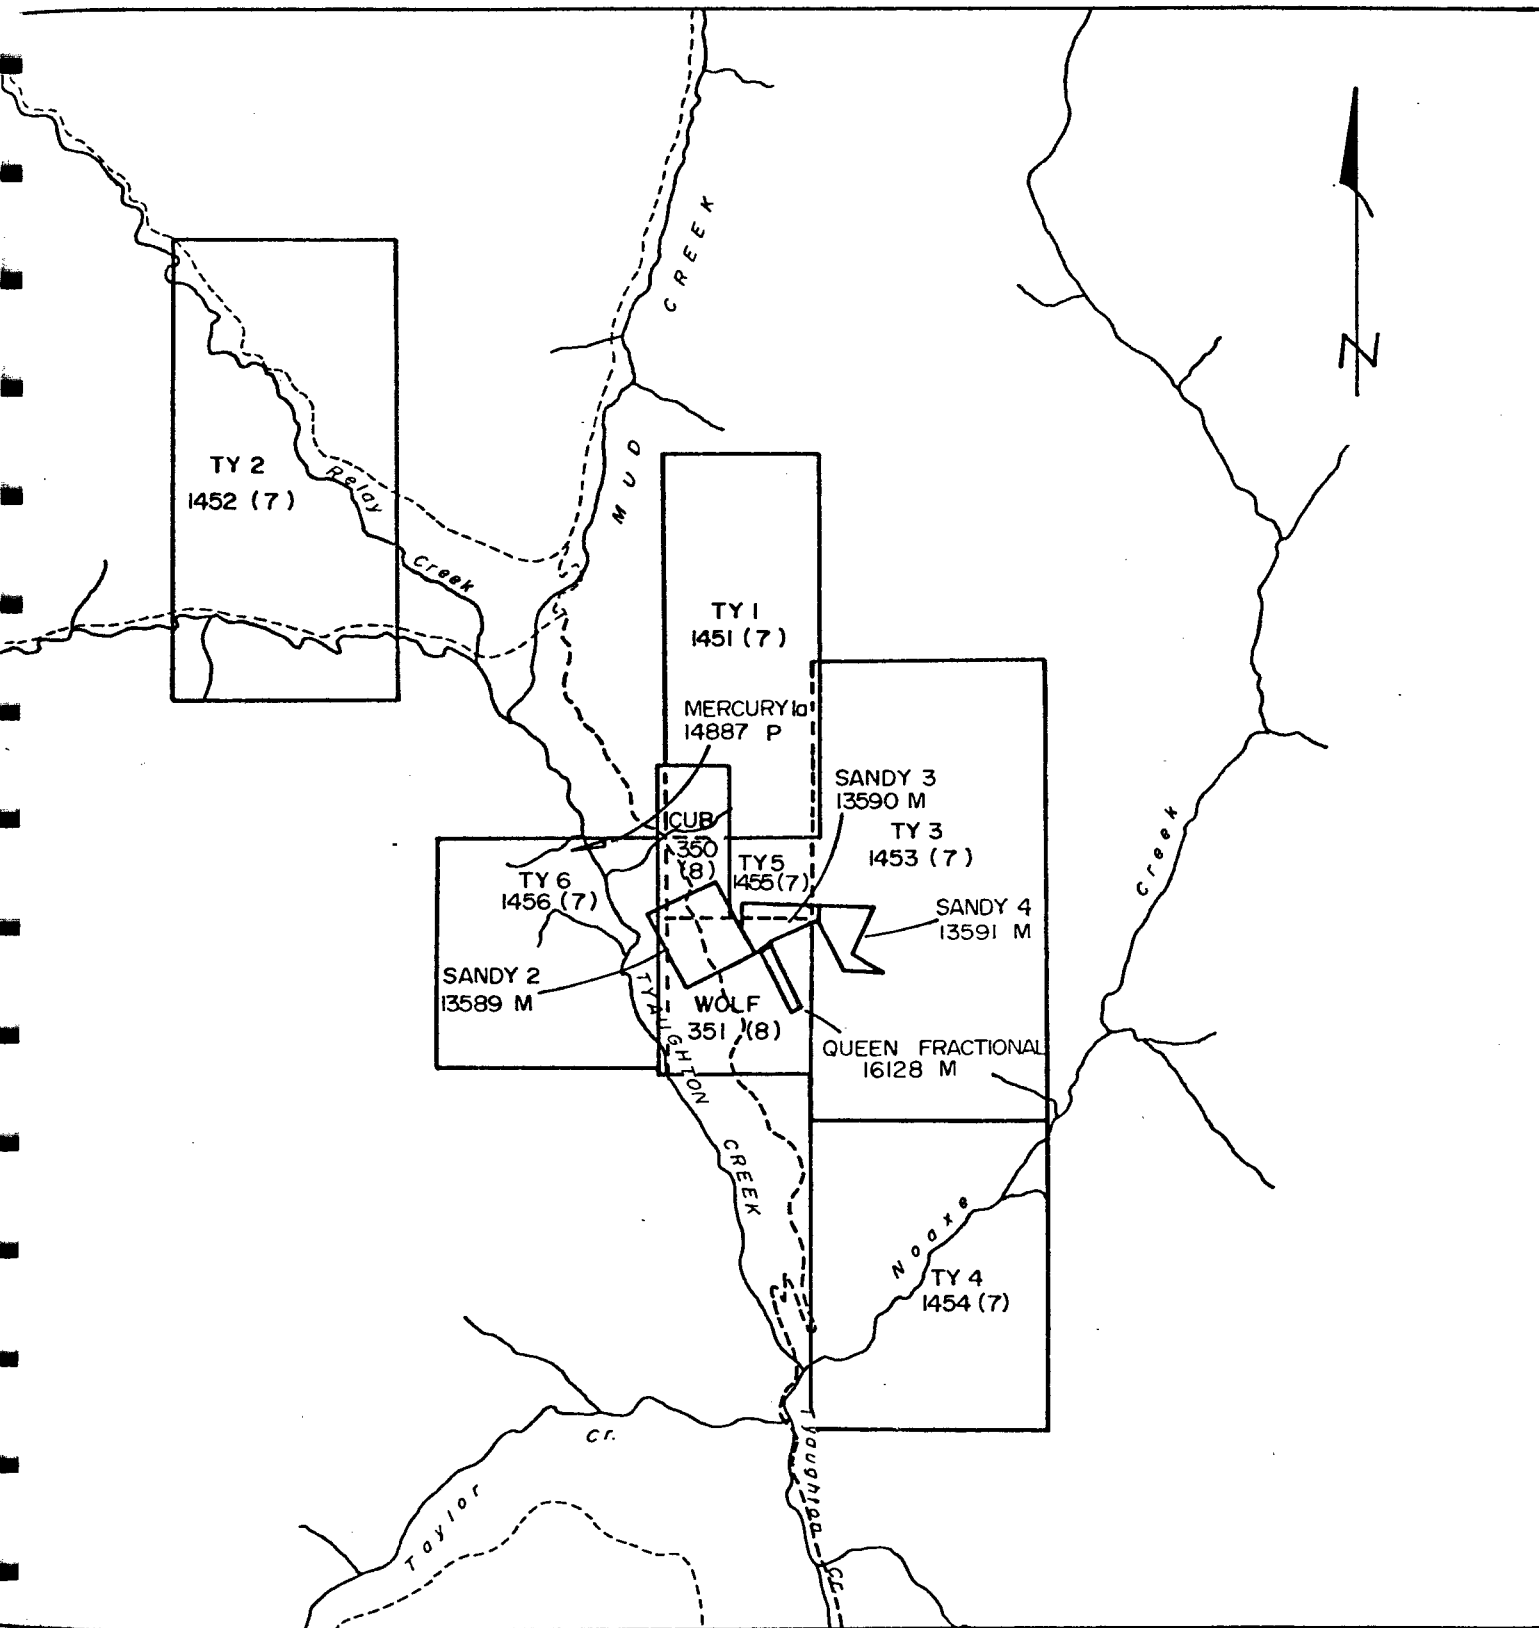 N
MUD CREEK
TY 2
1452 (7)
Relay
Creek
TY 1
1451 (7)
MERCURY 1a
14887 P
SANDY 3
13590 M
TY 3
1453 (7)
CUB
350
(8)
TY 5
1455 (7)
TY 6
1456 (7)
SANDY 4
13591 M
SANDY 2
13589 M
WOLF
351 (8)
QUEEN FRACTIONAL
16128 M
TYAUGHTON CREEK
Noaxe Creek
TY 4
1454 (7)
Taylor Cr.
Tyaughton Cr.